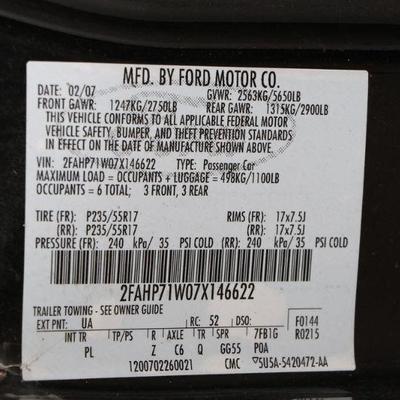 MFD. BY FORD MOTOR CO.
DATE: 02/07 GVWR: 2563KG/5650LB
FRONT GAWR: 1247KG/2750LB REAR GAWR: 1315KG/2900LB
THIS VEHICLE CONFORMS TO ALL APPLICABLE FEDERAL MOTOR
VEHICLE SAFETY, BUMPER, AND THEFT PREVENTION STANDARDS
IN EFFECT ON THE DATE OF MANUFACTURE SHOWN ABOVE.
VIN: 2FAHP71W07X146622 TYPE: Passenger Car
MAXIMUM LOAD = OCCUPANTS + LUGGAGE = 498KG/1100LB
OCCUPANTS = 6 TOTAL; 3 FRONT, 3 REAR
TIRE (FR): P235/55R17 RIMS (FR): 17x7.5J
(RR): P235/55R17 (RR): 17x7.5J
PRESSURE (FR): 240 kPa/ 35 PSI COLD (RR): 240 kPa/ 35 PSI COLD
2FAHP71W07X146622
TRAILER TOWING - SEE OWNER GUIDE
EXT PNT: UA RC: 52 DSO: F0144
INT TR TP/PS R AXLE TR SPR 7FB1G R0215
PL Z C6 Q GG55 POA
1200702260021 CMC 5U5A-5420472-AA